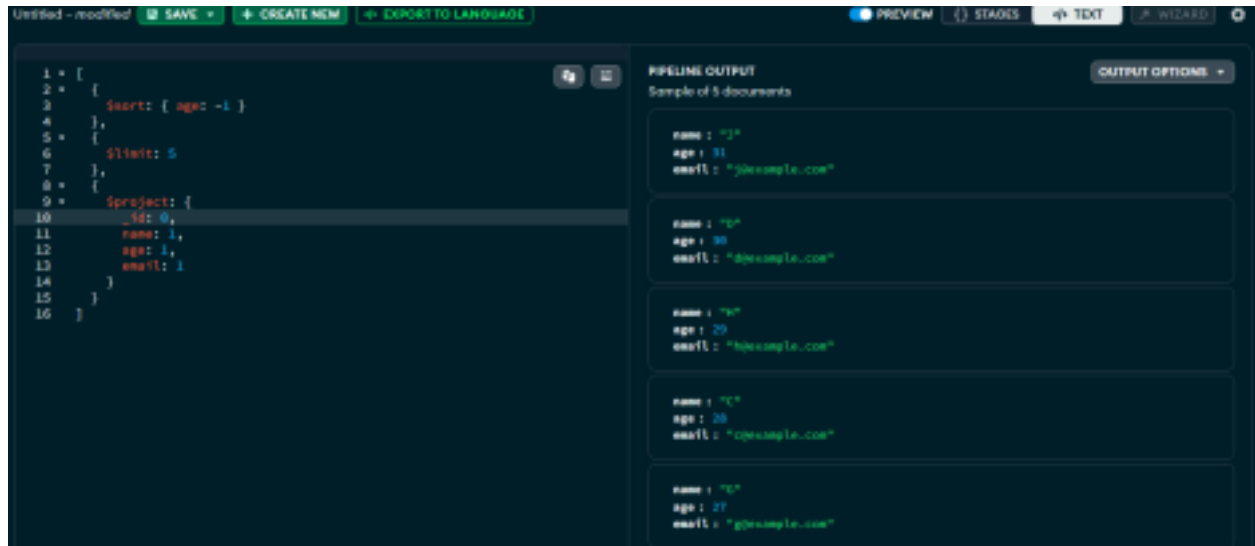 Untitled - modified SAVE + CREATE NEW EXPORT TO LANGUAGE PREVIEW {} STAGES </> TEXT WIZARD
1 [
2 {
3 $sort: { age: -1 }
4 },
5 {
6 $limit: 5
7 },
8 {
9 $project: {
10 _id: 0,
11 name: 1,
12 age: 1,
13 email: 1
14 }
15 }
16 ]
PIPELINE OUTPUT
OUTPUT OPTIONS
Sample of 5 documents
name : "J"
age : 31
email : "j@example.com"
name : "D"
age : 30
email : "d@example.com"
name : "H"
age : 29
email : "h@example.com"
name : "C"
age : 28
email : "c@example.com"
name : "G"
age : 27
email : "g@example.com"